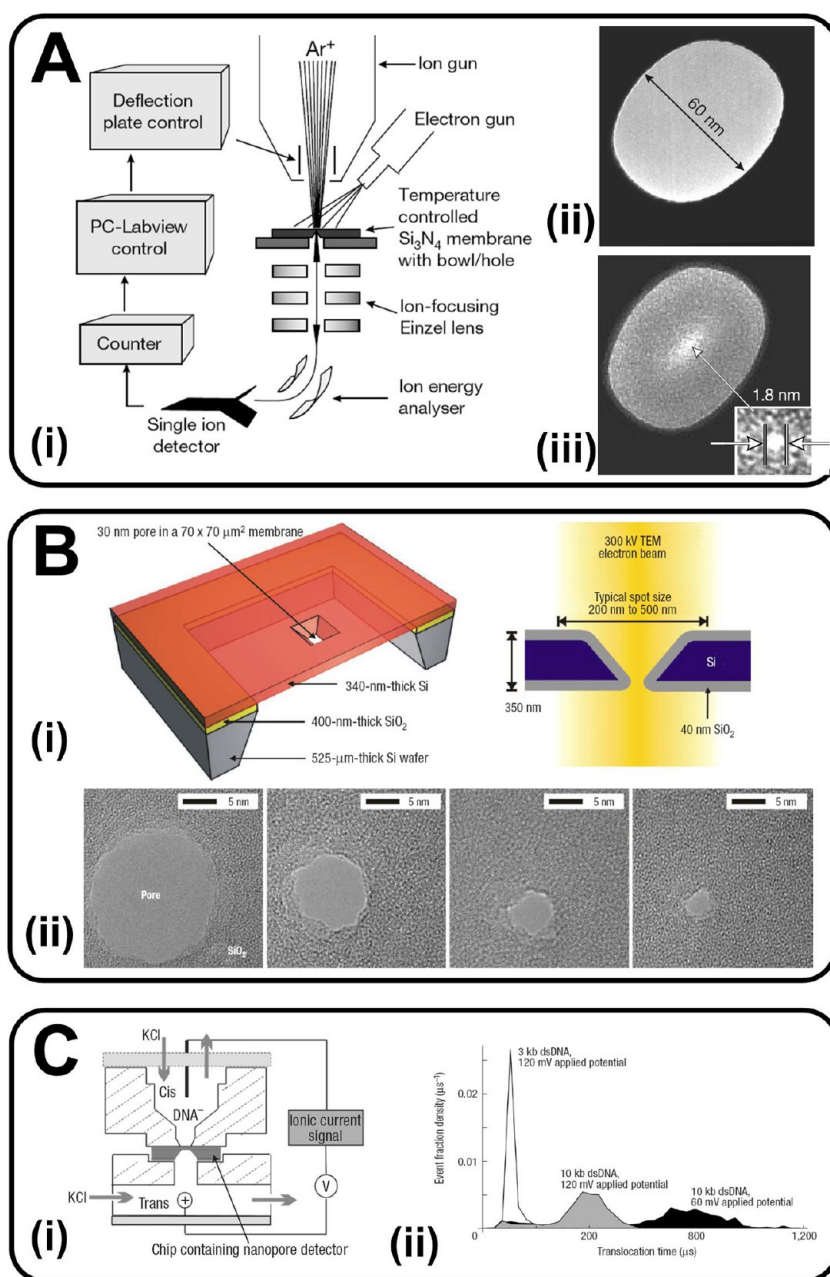 A
Ar+
Ion gun
Deflection
plate control
Electron gun
PC-Labview
control
Temperature
controlled
Si3N4 membrane
with bowl/hole
Counter
Ion-focusing
Einzel lens
Ion energy
analyser
Single ion
detector
(i)
60 nm
(ii)
1.8 nm
(iii)
B
30 nm pore in a 70 x 70 μm² membrane
340-nm-thick Si
400-nm-thick SiO2
525-μm-thick Si wafer
(i)
300 kV TEM
electron beam
Typical spot size
200 nm to 500 nm
Si
350 nm
40 nm SiO2
5 nm
5 nm
5 nm
5 nm
Pore
SiO2
(ii)
C
KCl
Cis
DNA−
Ionic current
signal
V
KCl
Trans
+
Chip containing nanopore detector
(i)
Event fraction density (μs−1)
0.02
0.01
0
3 kb dsDNA,
120 mV applied potential
10 kb dsDNA,
120 mV applied potential
10 kb dsDNA,
60 mV applied potential
0
200
800
1,200
Translocation time (μs)
(ii)